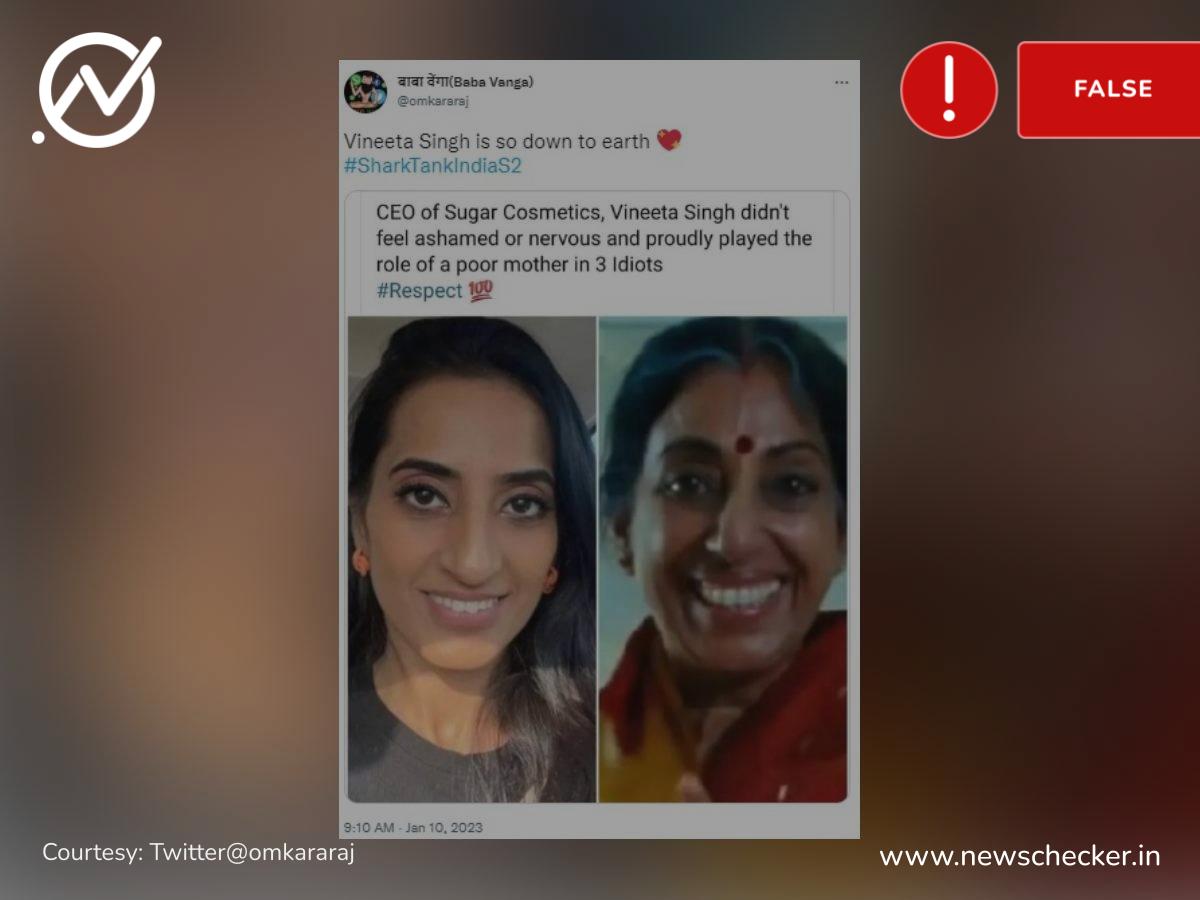 FALSE
बाबा वेंगा(Baba Vanga)
@omkararaj
Vineeta Singh is so down to earth 💖
#SharkTankIndiaS2
CEO of Sugar Cosmetics, Vineeta Singh didn't
feel ashamed or nervous and proudly played the
role of a poor mother in 3 Idiots
#Respect 💯
9:10 AM · Jan 10, 2023
Courtesy: Twitter@omkararaj
www.newschecker.in